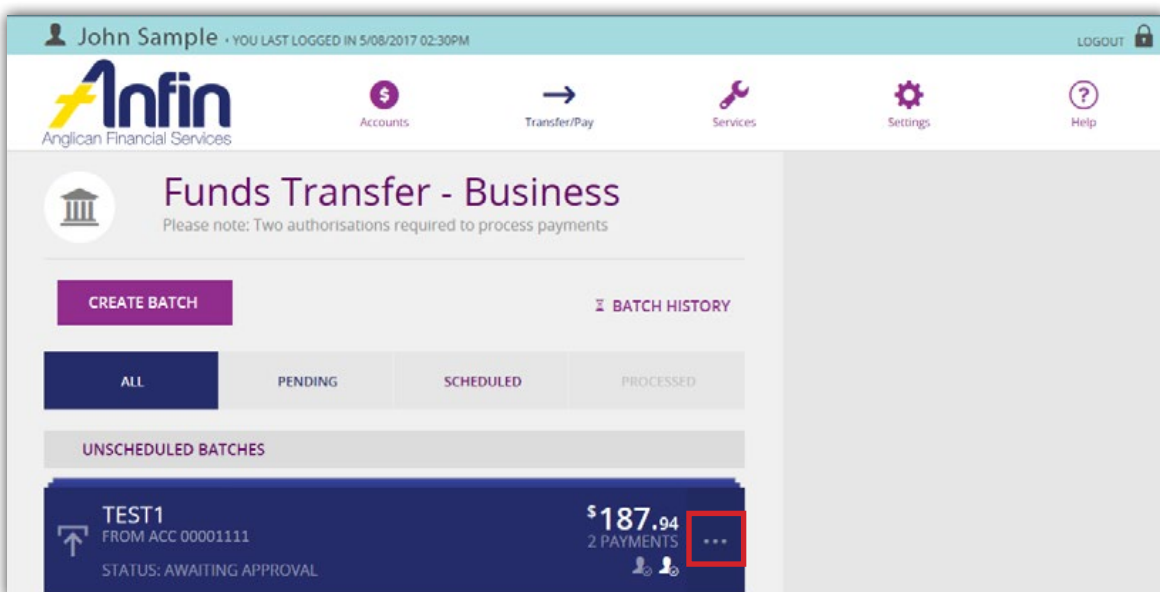 John Sample • YOU LAST LOGGED IN 5/08/2017 02:30PM
LOGOUT
Anfin
Anglican Financial Services
$
Accounts
Transfer/Pay
Services
Settings
?
Help
Funds Transfer - Business
Please note: Two authorisations required to process payments
CREATE BATCH
BATCH HISTORY
ALL
PENDING
SCHEDULED
PROCESSED
UNSCHEDULED BATCHES
TEST1
$187.94
FROM ACC 00001111
2 PAYMENTS
...
STATUS: AWAITING APPROVAL